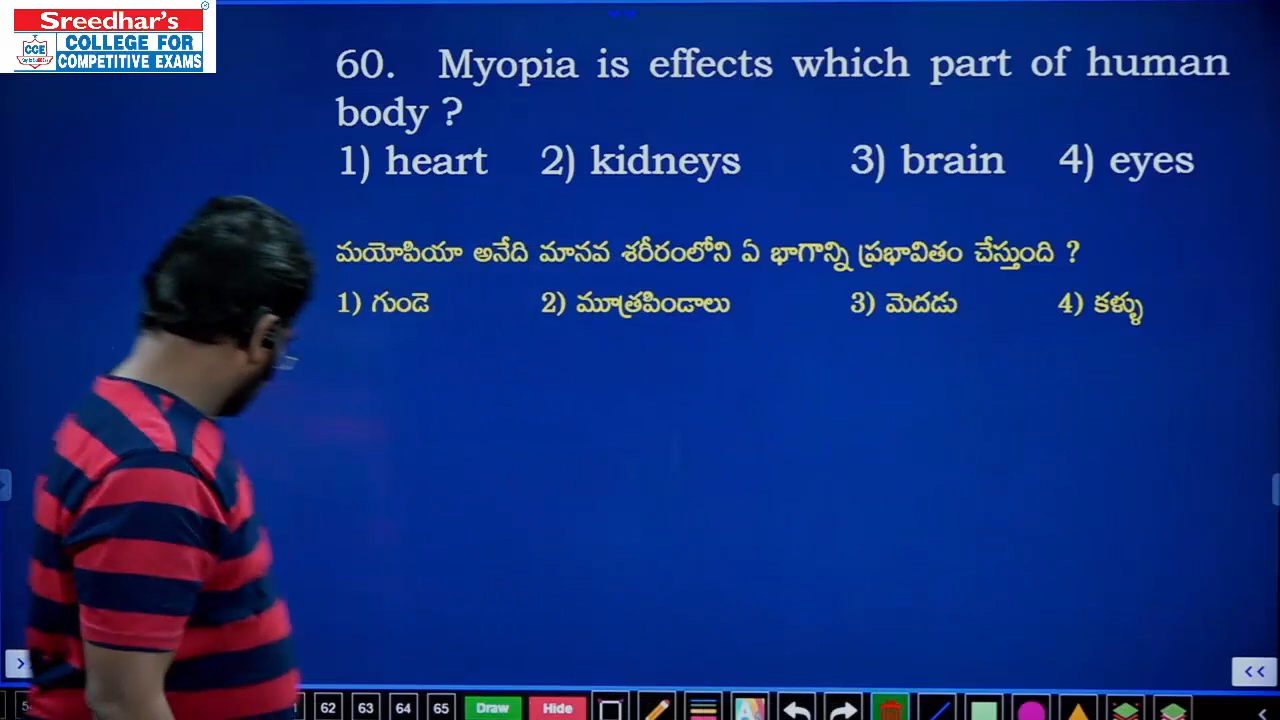 Sreedhar's
CCE
COLLEGE FOR
COMPETITIVE EXAMS
60. Myopia is effects which part of human
body ?
1) heart 2) kidneys 3) brain 4) eyes
మయోపియా అనేది మానవ శరీరంలోని ఏ భాగాన్ని ప్రభావితం చేస్తుంది ?
1) గుండె 2) మూత్రపిండాలు 3) మెదడు 4) కళ్ళు
62 63 64 65 Draw Hide